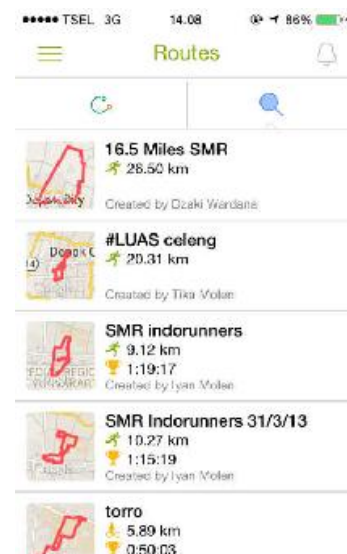 TSEL 3G 14.08 86%
Routes
16.5 Miles SMR
28.50 km
Created by Dzaki Wardana
#LUAS celeng
20.31 km
Created by Tika Molen
SMR indorunners
9.12 km
1:19:17
Created by Iyan Molen
SMR Indorunners 31/3/13
10.27 km
1:15:19
Created by Iyan Molen
torro
5.89 km
0:50:03